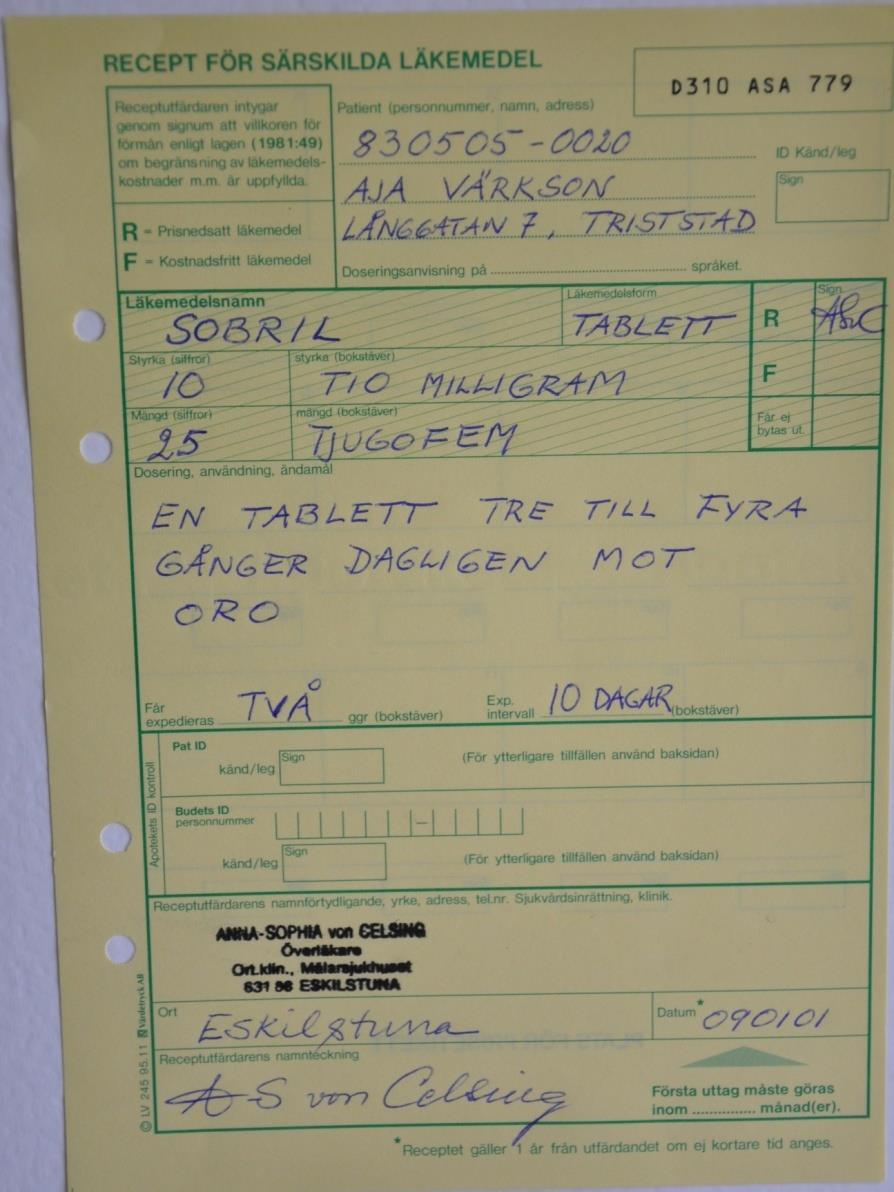 RECEPT FÖR SÄRSKILDA LÄKEMEDEL
D310 ASA 779
Receptutfärdaren intygar
genom signum att villkoren för
förmån enligt lagen (1981:49)
om begränsning av läkemedels-
kostnader m.m. är uppfyllda.
R = Prisnedsatt läkemedel
F = Kostnadsfritt läkemedel
Patient (personnummer, namn, adress)
830505-0020
AJA VÄRKSON
LÅNGGATAN 7, TRISTSTAD
ID Känd/leg
Sign
Doseringsanvisning på språket.
Läkemedelsnamn
SOBRIL
Läkemedelsform
TABLETT
R
Sign.
ASvC
Styrka (siffror)
10
styrka (bokstäver)
TIO MILLIGRAM
F
Mängd (siffror)
25
mängd (bokstäver)
TJUGOFEM
Får ej
bytas ut.
Dosering, användning, ändamål
EN TABLETT TRE TILL FYRA
GÅNGER DAGLIGEN MOT
ORO
Får
expedieras TVÅ ggr (bokstäver)
Exp.
intervall 10 DAGAR (bokstäver)
Apotekets ID kontroll
Pat ID
känd/leg
Sign
(För ytterligare tillfällen använd baksidan)
Budets ID
personnummer
–
känd/leg
Sign
(För ytterligare tillfällen använd baksidan)
Receptutfärdarens namnförtydligande, yrke, adress, tel.nr. Sjukvårdsinrättning, klinik.
ANNA-SOPHIA von CELSING
Överläkare
Ort.klin., Mälarsjukhuset
631 88 ESKILSTUNA
Ort
Eskilstuna
Datum*
090101
Receptutfärdarens namnteckning
A-S von Celsing
Första uttag måste göras
inom ............... månad(er).
© LV 245 95.11 Värdetryck AB
*Receptet gäller 1 år från utfärdandet om ej kortare tid anges.